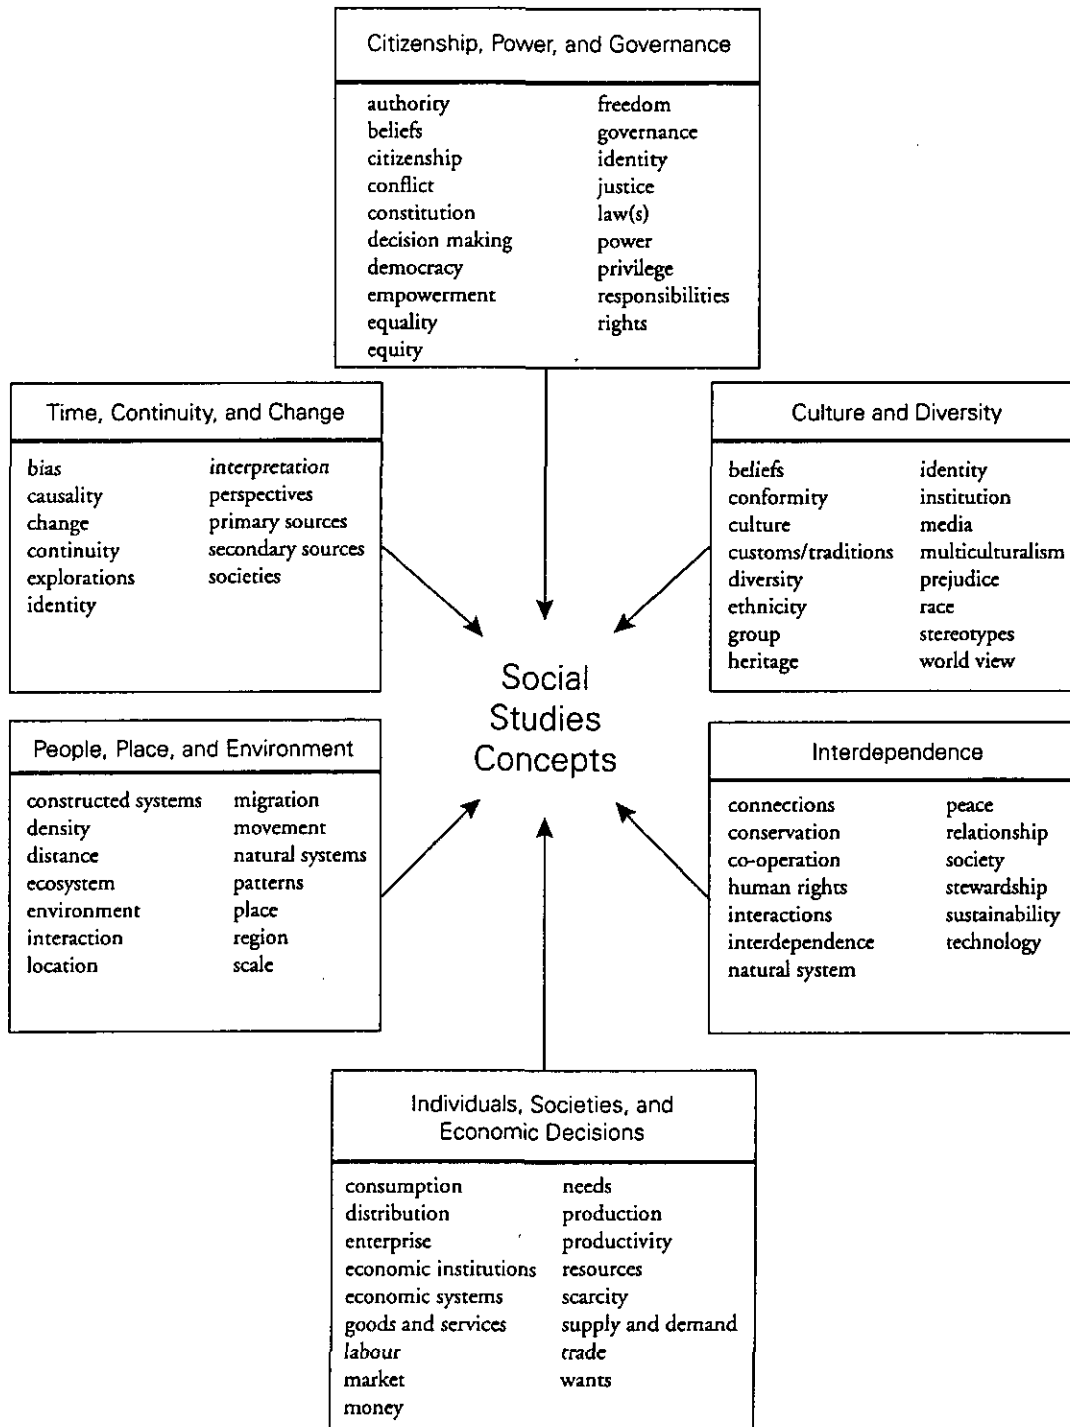 Citizenship, Power, and Governance
authority
beliefs
citizenship
conflict
constitution
decision making
democracy
empowerment
equality
equity
freedom
governance
identity
justice
law(s)
power
privilege
responsibilities
rights
Time, Continuity, and Change
bias
causality
change
continuity
explorations
identity
interpretation
perspectives
primary sources
secondary sources
societies
Culture and Diversity
beliefs
conformity
culture
customs/traditions
diversity
ethnicity
group
heritage
identity
institution
media
multiculturalism
prejudice
race
stereotypes
world view
Social
Studies
Concepts
People, Place, and Environment
constructed systems
density
distance
ecosystem
environment
interaction
location
migration
movement
natural systems
patterns
place
region
scale
Interdependence
connections
conservation
co-operation
human rights
interactions
interdependence
natural system
peace
relationship
society
stewardship
sustainability
technology
Individuals, Societies, and
Economic Decisions
consumption
distribution
enterprise
economic institutions
economic systems
goods and services
labour
market
money
needs
production
productivity
resources
scarcity
supply and demand
trade
wants